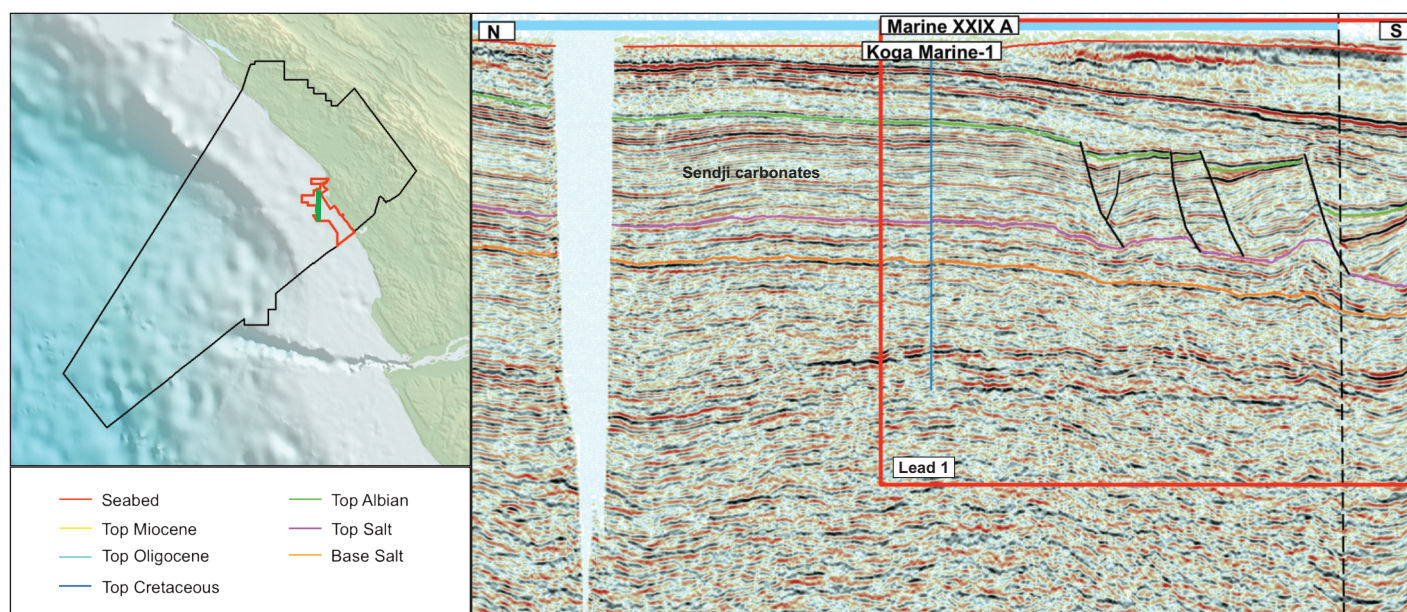 N
Marine XXIX A
S
Koga Marine-1
Sendji carbonates
Lead 1
Seabed
Top Miocene
Top Oligocene
Top Cretaceous
Top Albian
Top Salt
Base Salt